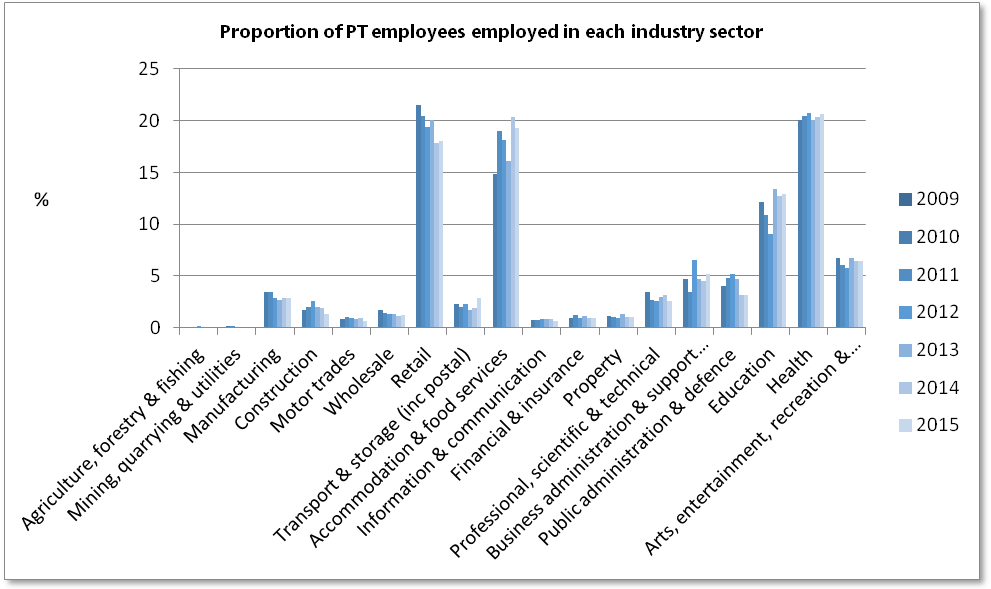 Proportion of PT employees employed in each industry sector
25
20
15
10
5
0
%
Agriculture, forestry & fishing
Mining, quarrying & utilities
Manufacturing
Construction
Motor trades
Wholesale
Retail
Transport & storage (inc postal)
Accommodation & food services
Information & communication
Financial & insurance
Property
Professional, scientific & technical
Business administration & support...
Public administration & defence
Education
Health
Arts, entertainment, recreation &...
2009
2010
2011
2012
2013
2014
2015